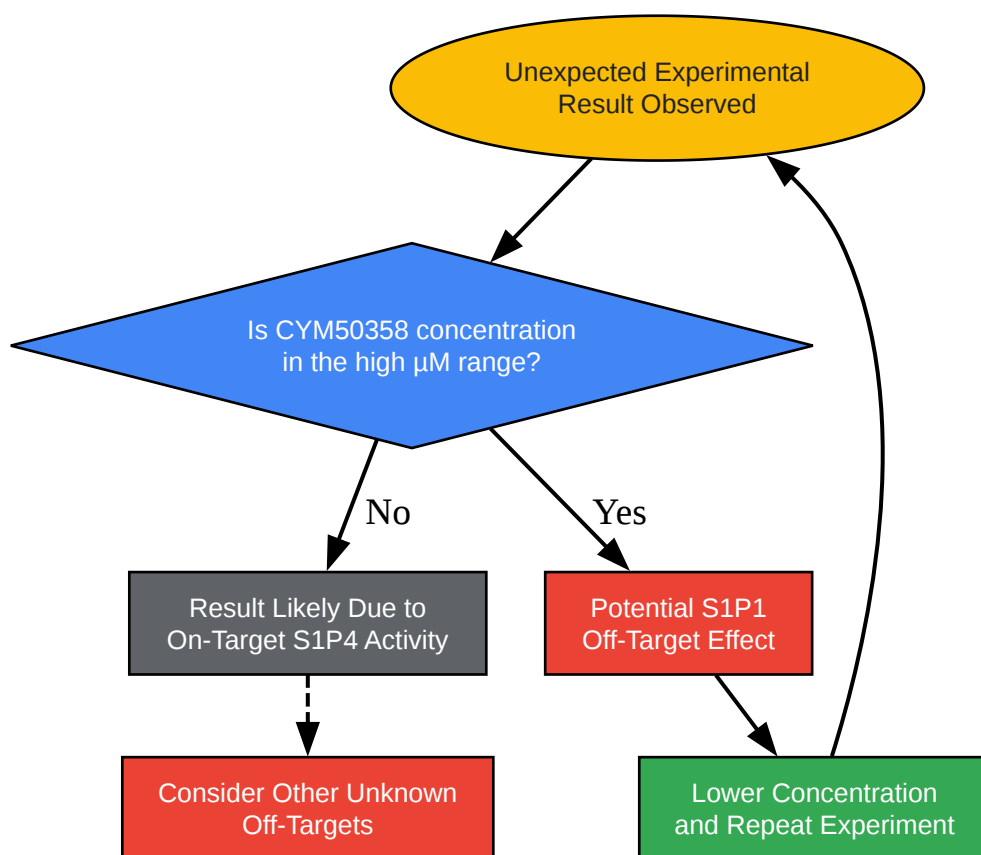 Unexpected Experimental
Result Observed
Is CYM50358 concentration
in the high µM range?
No
Yes
Result Likely Due to
On-Target S1P4 Activity
Potential S1P1
Off-Target Effect
Consider Other Unknown
Off-Targets
Lower Concentration
and Repeat Experiment